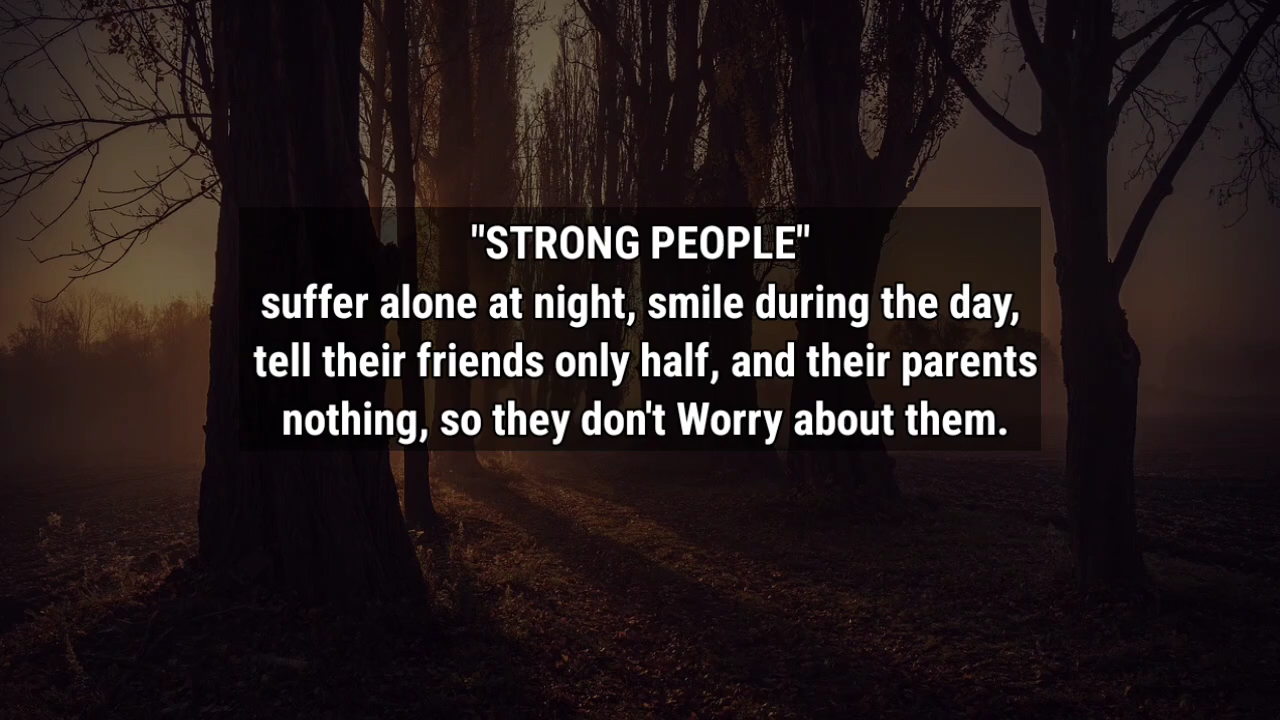 "STRONG PEOPLE"
suffer alone at night, smile during the day,
tell their friends only half, and their parents
nothing, so they don't Worry about them.